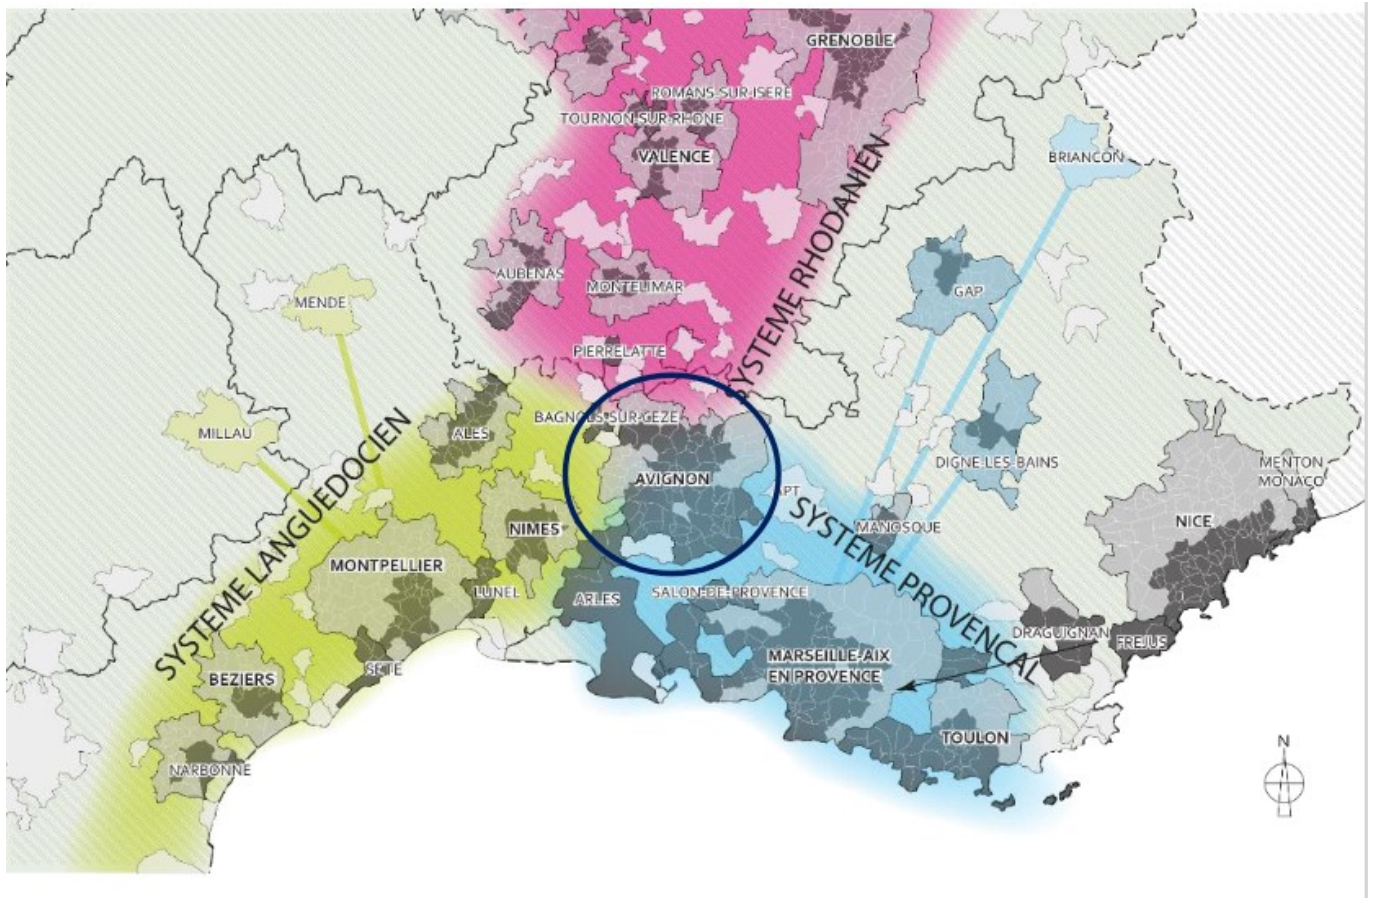 GRENOBLE
ROMANS-SUR-ISERE
TOURNON-SUR-RHONE
VALENCE
BRIANCON
SYSTEME RHODANIEN
AUBENAS
MONTELIMAR
GAP
MENDE
PIERRELATTE
BAGNOLS-SUR-CEZE
MILLAU
ALES
SYSTEME LANGUEDOCIEN
DIGNE-LES-BAINS
MENTON
MONACO
AVIGNON
APT
SYSTEME PROVENCAL
NIMES
MANOSQUE
NICE
MONTPELLIER
LUNEL
ARLES
SALON-DE-PROVENCE
DRAGUIGNAN
FREJUS
MARSEILLE-AIX
EN PROVENCE
SETE
BEZIERS
TOULON
NARBONNE
N